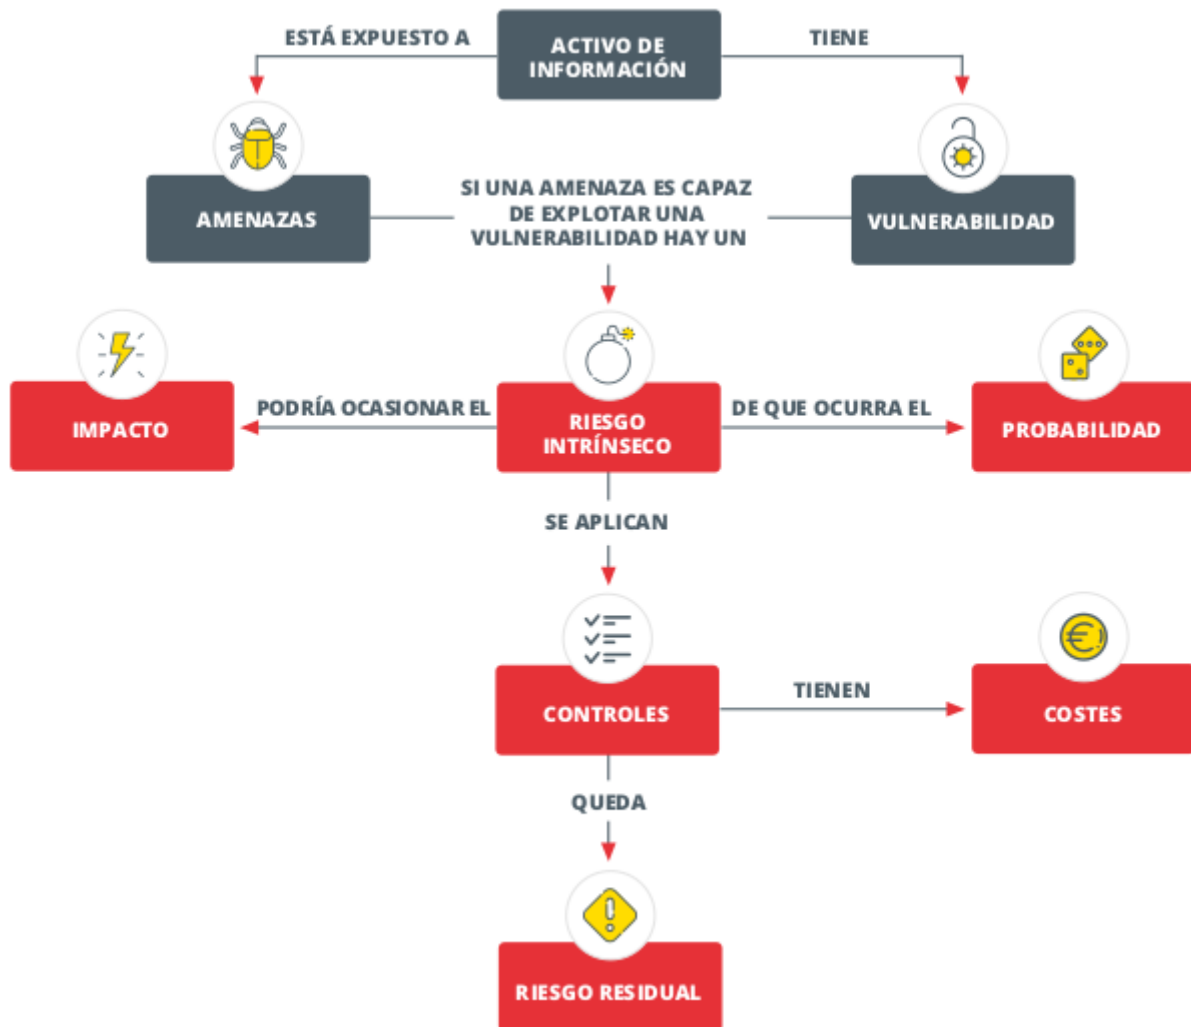 ESTÁ EXPUESTO A
ACTIVO DE
INFORMACIÓN
TIENE
AMENAZAS
SI UNA AMENAZA ES CAPAZ
DE EXPLOTAR UNA
VULNERABILIDAD HAY UN
VULNERABILIDAD
IMPACTO
PODRÍA OCASIONAR EL
RIESGO
INTRÍNSECO
DE QUE OCURRA EL
PROBABILIDAD
SE APLICAN
CONTROLES
TIENEN
COSTES
QUEDA
RIESGO RESIDUAL